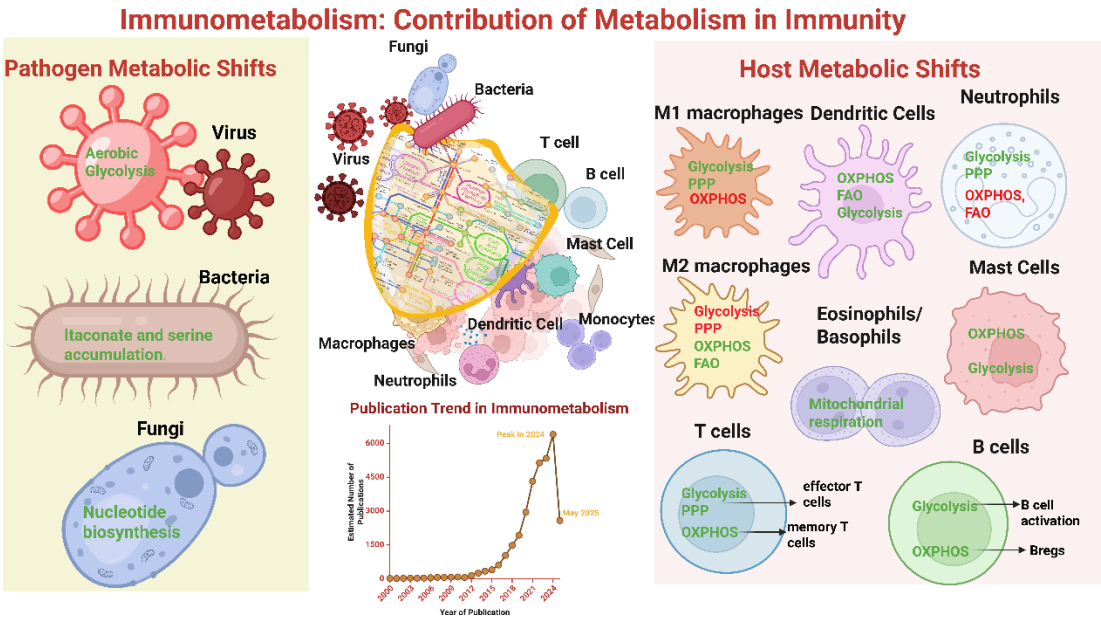 Immunometabolism: Contribution of Metabolism in Immunity
Pathogen Metabolic Shifts
Aerobic
Glycolysis
Virus
Bacteria
Itaconate and serine
accumulation.
Fungi
Nucleotide
biosynthesis
Fungi
Bacteria
Virus
T cell
B cell
Mast Cell
Dendritic Cell
Monocytes
Macrophages
Neutrophils
Publication Trend in Immunometabolism
Estimated Number of
Publications
6000
4500
3000
1500
0
Peak in 2024
May 2025
2000
2003
2006
2009
2012
2015
2018
2021
2024
Year of Publication
Host Metabolic Shifts
M1 macrophages
Glycolysis
PPP
OXPHOS
Dendritic Cells
OXPHOS
FAO
Glycolysis
Neutrophils
Glycolysis
PPP
OXPHOS,
FAO
M2 macrophages
Glycolysis
PPP
OXPHOS
FAO
Eosinophils/
Basophils
Mitochondrial
respiration
Mast Cells
OXPHOS
Glycolysis
T cells
Glycolysis
PPP
OXPHOS
effector T
cells
memory T
cells
B cells
Glycolysis
OXPHOS
B cell
activation
Bregs